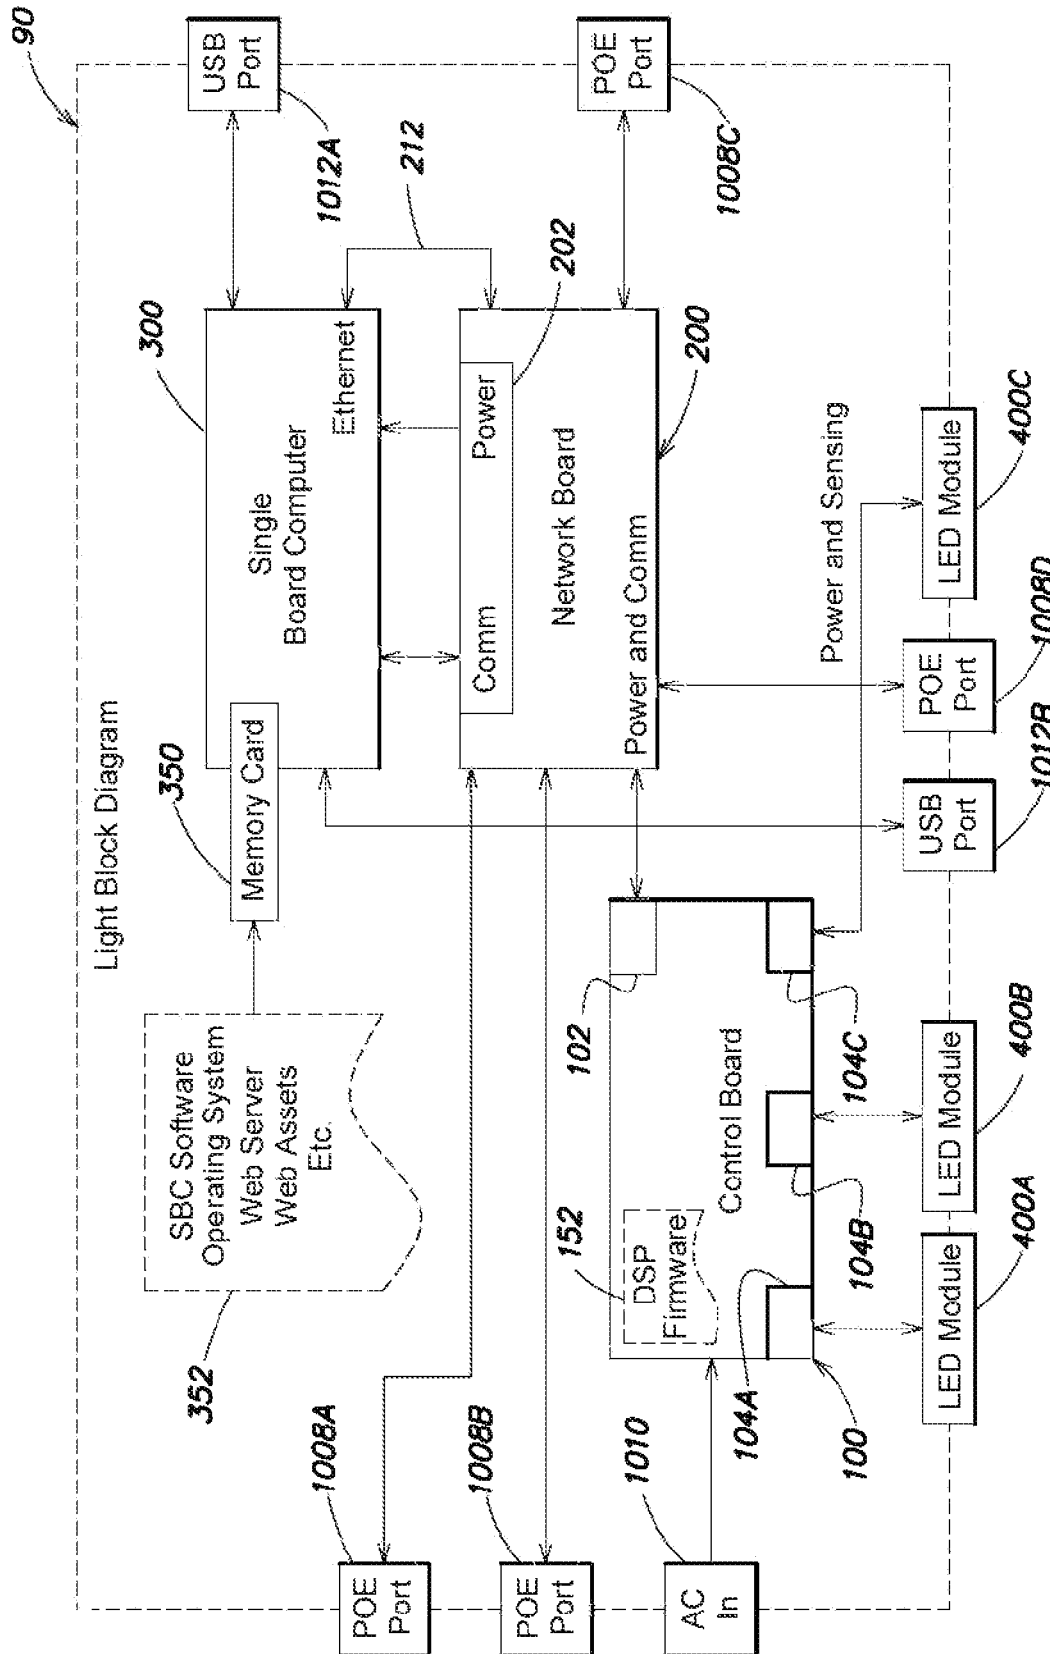 90
Light Block Diagram
SBC Software
Operating System
Web Server
Web Assets
Etc.
352
350
Memory Card
300
Single
Board Computer
Ethernet
USB
Port
1012A
212
POE
Port
1008A
POE
Port
1008B
Comm
Power
202
Network Board
Power and Comm
200
POE
Port
1008C
AC
In
1010
152
DSP
Firmware
Control Board
102
104A
104B
104C
100
Power and Sensing
LED Module
400A
LED Module
400B
USB
Port
1012B
POE
Port
1008D
LED Module
400C